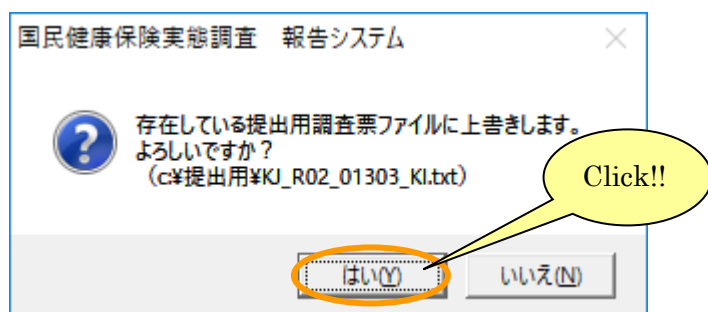 国民健康保険実態調査 報告システム
存在している提出用調査票ファイルに上書きします。
よろしいですか？
（c:¥提出用¥KJ_R02_01303_KI.txt）
Click!!
はい(Y)
いいえ(N)